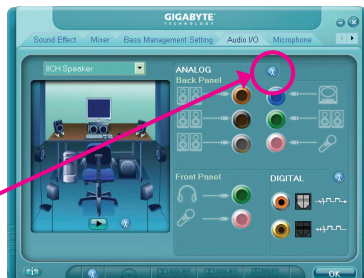 GIGABYTE
TECHNOLOGY
Sound Effect Mixer Bass Management Setting Audio I/O Microphone
8CH Speaker
ANALOG
Back Panel
Front Panel
DIGITAL
OK